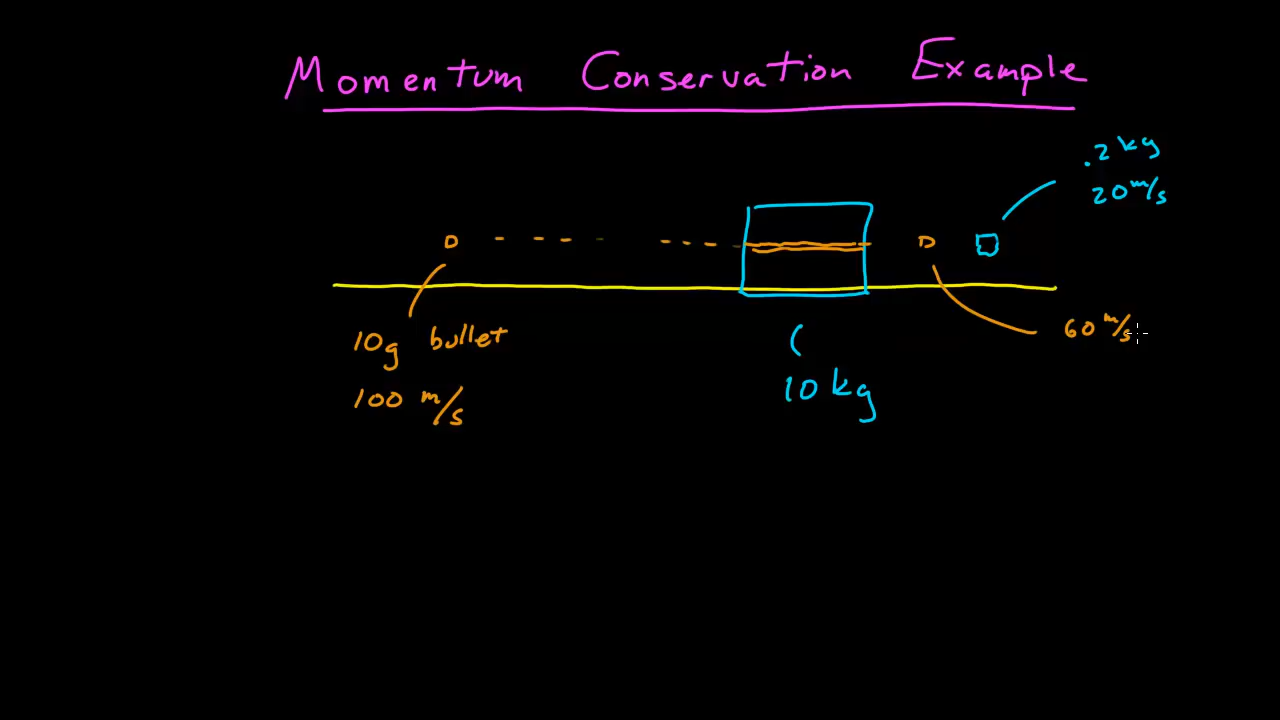 Momentum Conservation Example
.2 kg
20 m/s
10g bullet
100 m/s
10 kg
60 m/s